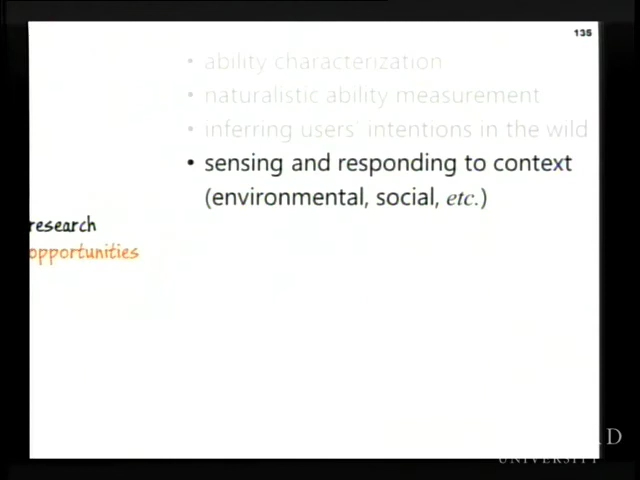 135
• ability characterization
• naturalistic ability measurement
• inferring users' intentions in the wild
• sensing and responding to context
(environmental, social, etc.)
research
opportunities
UNIVERSITY